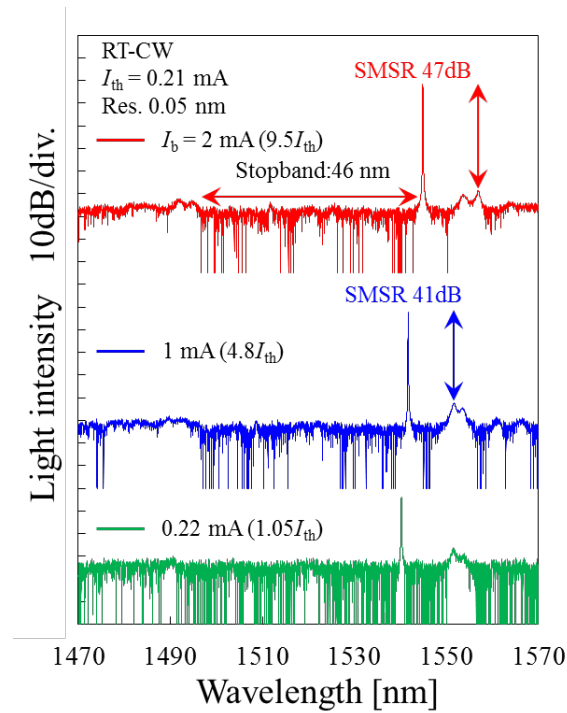 RT-CW
SMSR 47dB
Ith = 0.21 mA
Res. 0.05 nm
Ib = 2 mA (9.5Ith)
Stopband:46 nm
SMSR 41dB
1 mA (4.8Ith)
0.22 mA (1.05Ith)
Light intensity 10dB/div.
1470 1490 1510 1530 1550 1570
Wavelength [nm]